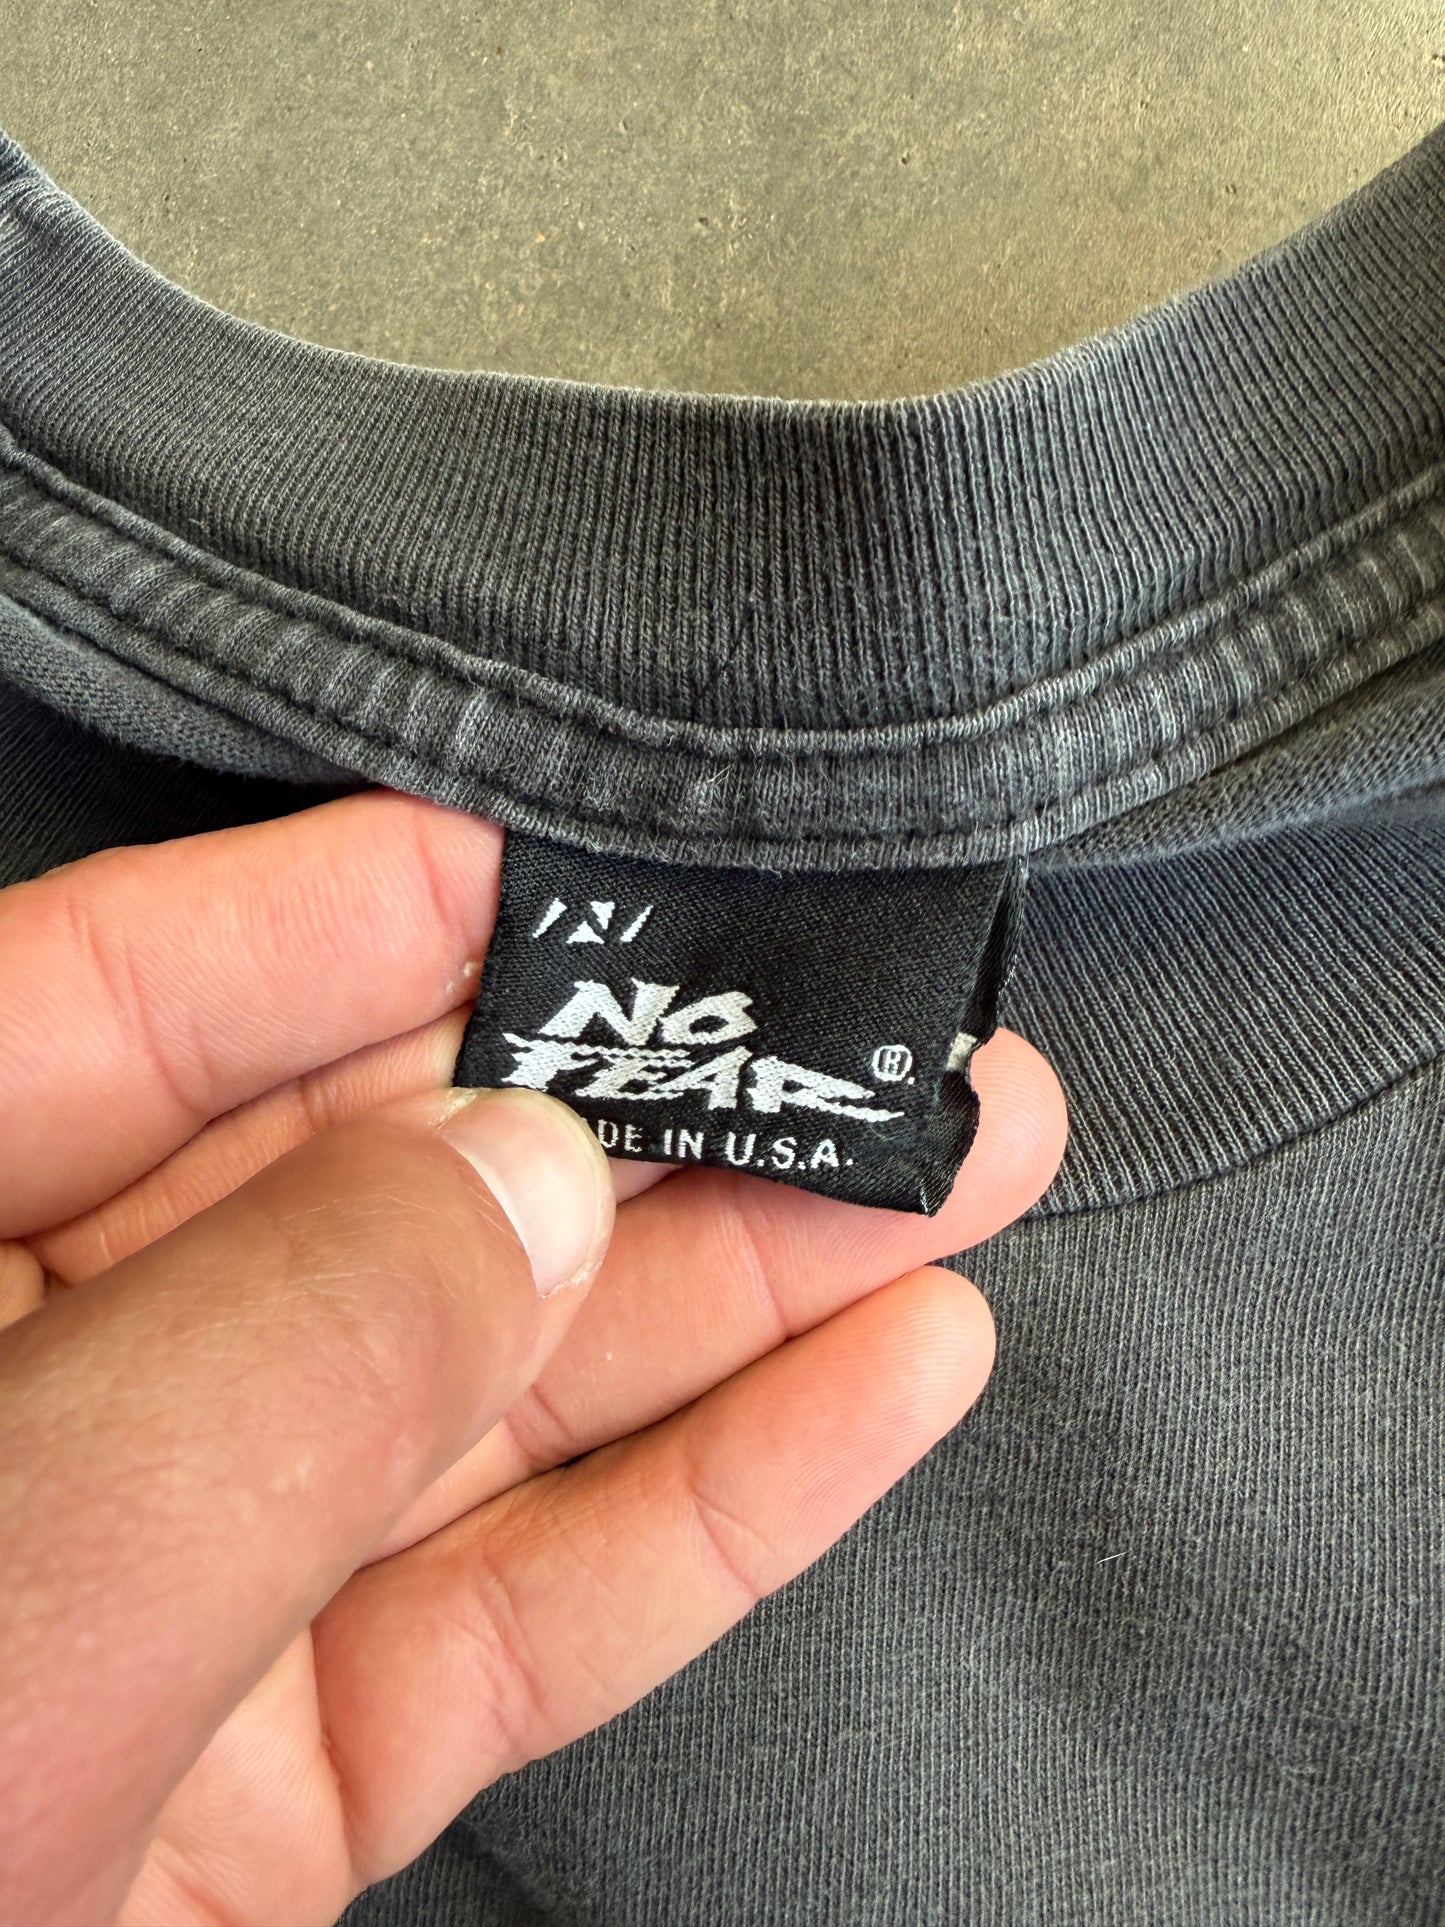 NO
FEAR ®.
DE IN U.S.A.